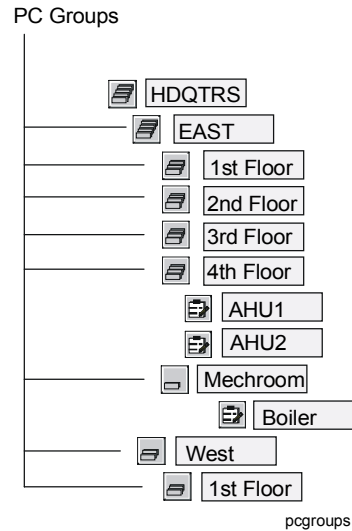 PC Groups
HDQTRS
EAST
1st Floor
2nd Floor
3rd Floor
4th Floor
AHU1
AHU2
Mechroom
Boiler
West
1st Floor
pcgroups